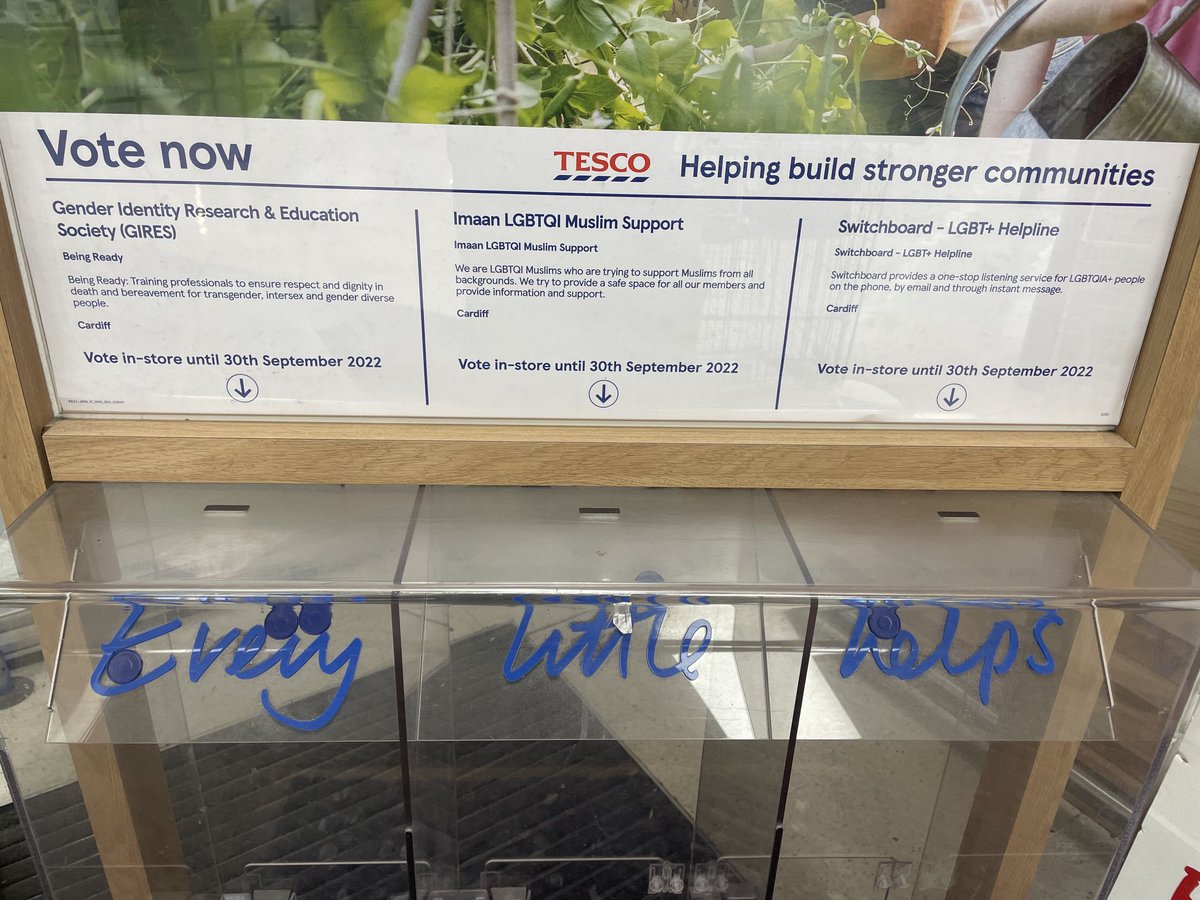 Vote now
TESCO
Helping build stronger communities
Gender Identity Research & Education
Society (GIRES)
Being Ready
Being Ready: Training professionals to ensure respect and dignity in
death and bereavement for transgender, intersex and gender diverse
people.
Cardiff
Vote in-store until 30th September 2022
Imaan LGBTQI Muslim Support
Imaan LGBTQI Muslim Support
We are LGBTQI Muslims who are trying to support Muslims from all
backgrounds. We try to provide a safe space for all our members and
provide information and support.
Cardiff
Vote in-store until 30th September 2022
Switchboard - LGBT+ Helpline
Switchboard - LGBT+ Helpline
Switchboard provides a one-stop listening service for LGBTQIA+ people
on the phone, by email and through instant message.
Cardiff
Vote in-store until 30th September 2022
Every little helps